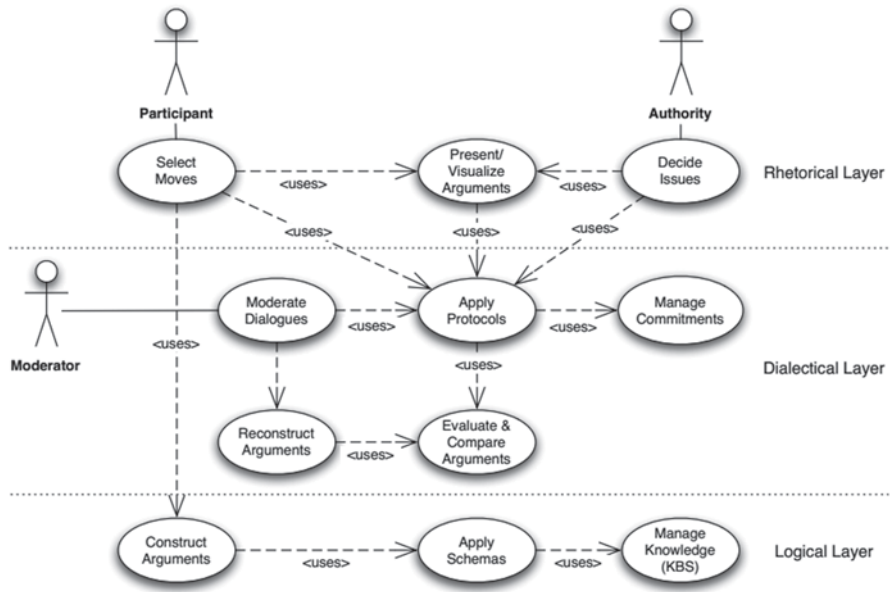 Participant
Authority
Select
Moves
<uses>
Present/
Visualize
Arguments
<uses>
Decide
Issues
Rhetorical Layer
<uses>
<uses>
<uses>
Moderator
Moderate
Dialogues
<uses>
Apply
Protocols
<uses>
Manage
Commitments
<uses>
<uses>
Dialectical Layer
Reconstruct
Arguments
<uses>
Evaluate &
Compare
Arguments
Construct
Arguments
<uses>
Apply
Schemas
<uses>
Manage
Knowledge
(KBS)
Logical Layer